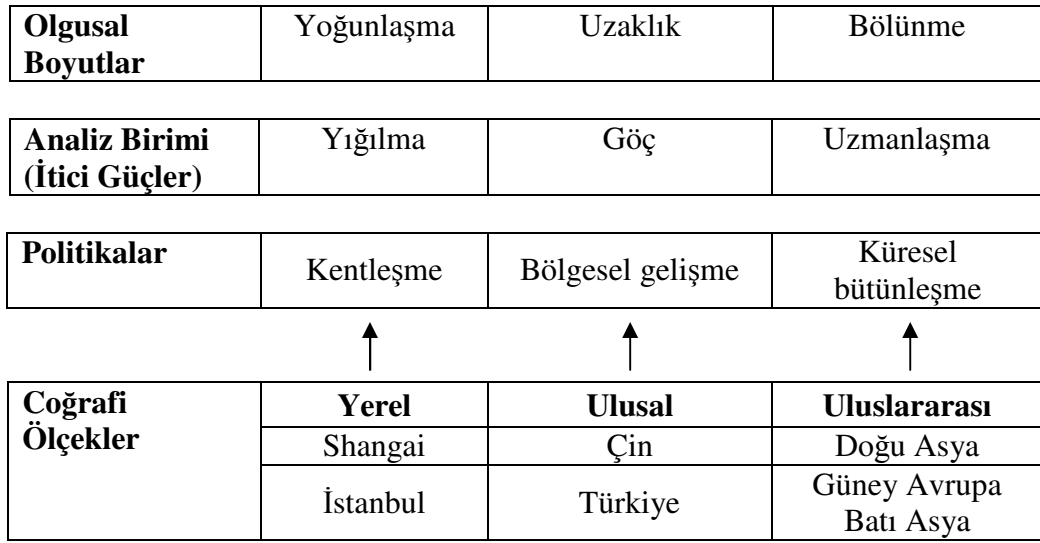 Olgusal Boyutlar Yoğunlaşma Uzaklık Bölünme
Analiz Birimi (İtici Güçler) Yığılma Göç Uzmanlaşma
Politikalar Kentleşme Bölgesel gelişme Küresel bütünleşme
Coğrafi Ölçekler Yerel Ulusal Uluslararası
Shangai Çin Doğu Asya
İstanbul Türkiye Güney Avrupa Batı Asya